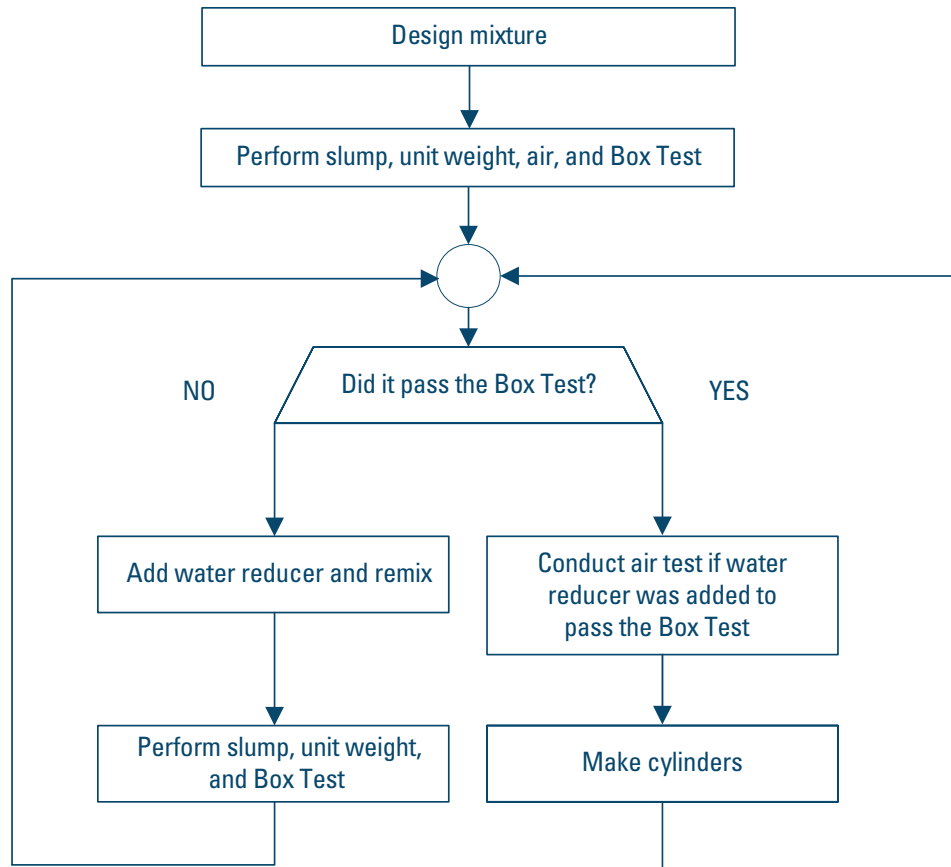 Design mixture
Perform slump, unit weight, air, and Box Test
Did it pass the Box Test?
NO
YES
Add water reducer and remix
Conduct air test if water
reducer was added to
pass the Box Test
Perform slump, unit weight,
and Box Test
Make cylinders